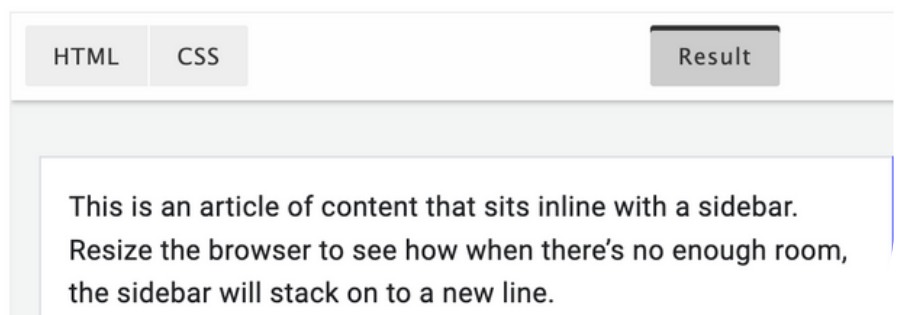 HTML CSS Result
This is an article of content that sits inline with a sidebar.
Resize the browser to see how when there’s no enough room,
the sidebar will stack on to a new line.